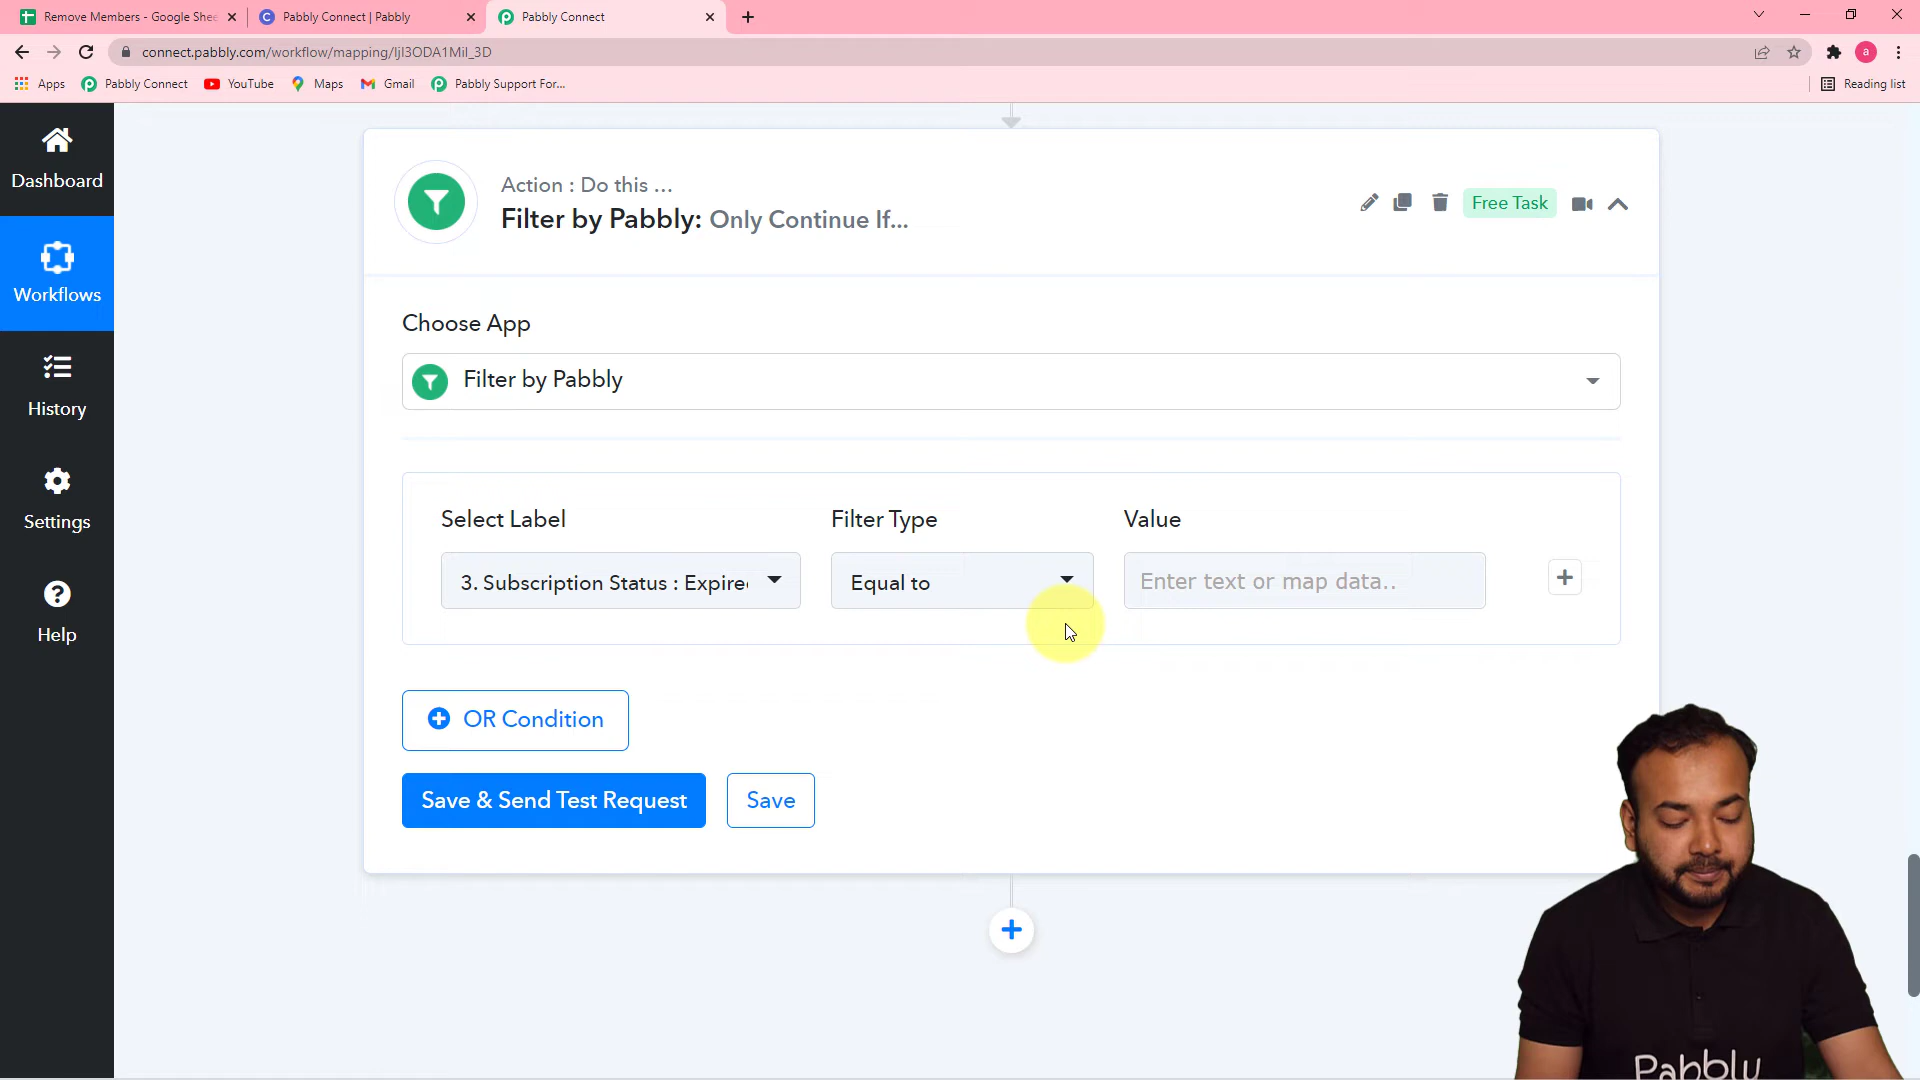 Remove Members - Google Shee
Pabbly Connect | Pabbly
Pabbly Connect
connect.pabbly.com/workflow/mapping/IjI3ODA1MiI_3D
a
Apps
Pabbly Connect
YouTube
Maps
Gmail
Pabbly Support For...
Reading list
Dashboard
Workflows
History
Settings
Help
Action : Do this ...
Filter by Pabbly: Only Continue If...
Free Task
Choose App
Filter by Pabbly
Select Label
Filter Type
Value
3. Subscription Status : Expired
Equal to
Enter text or map data..
OR Condition
Save & Send Test Request
Save
Pabbly